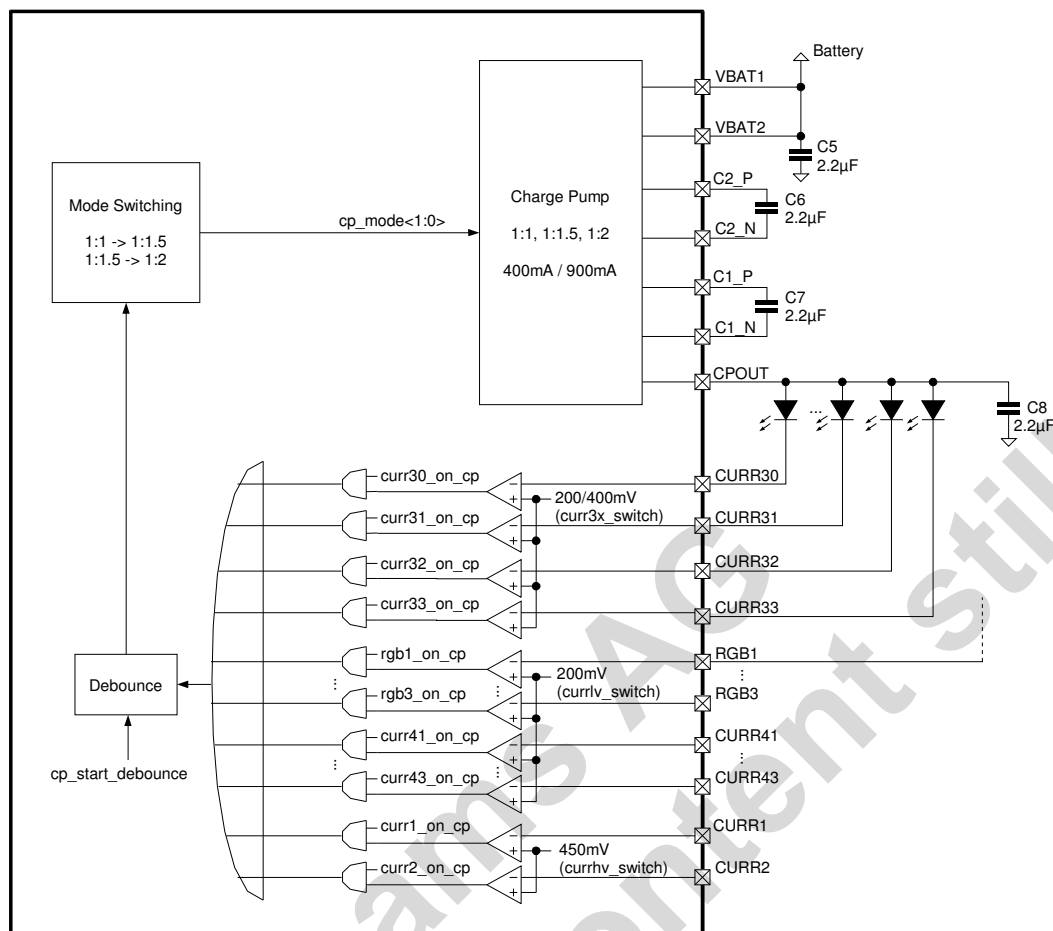 Battery
VBAT1
VBAT2
C5
2.2µF
Mode Switching
1:1 -> 1:1.5
1:1.5 -> 1:2
cp_mode<1:0>
Charge Pump
1:1, 1:1.5, 1:2
400mA / 900mA
C2_P
C6
2.2µF
C2_N
C1_P
C7
2.2µF
C1_N
CPOUT
...
C8
2.2µF
curr30_on_cp
200/400mV
(curr3x_switch)
CURR30
curr31_on_cp
CURR31
curr32_on_cp
CURR32
curr33_on_cp
CURR33
rgb1_on_cp
200mV
(currlv_switch)
RGB1
...
...
...
rgb3_on_cp
RGB3
curr41_on_cp
CURR41
...
...
...
curr43_on_cp
CURR43
curr1_on_cp
450mV
(currhv_switch)
CURR1
curr2_on_cp
CURR2
Debounce
cp_start_debounce
- +
- +
- +
- +
- +
- +
- +
- +
- +
- +
ams AG